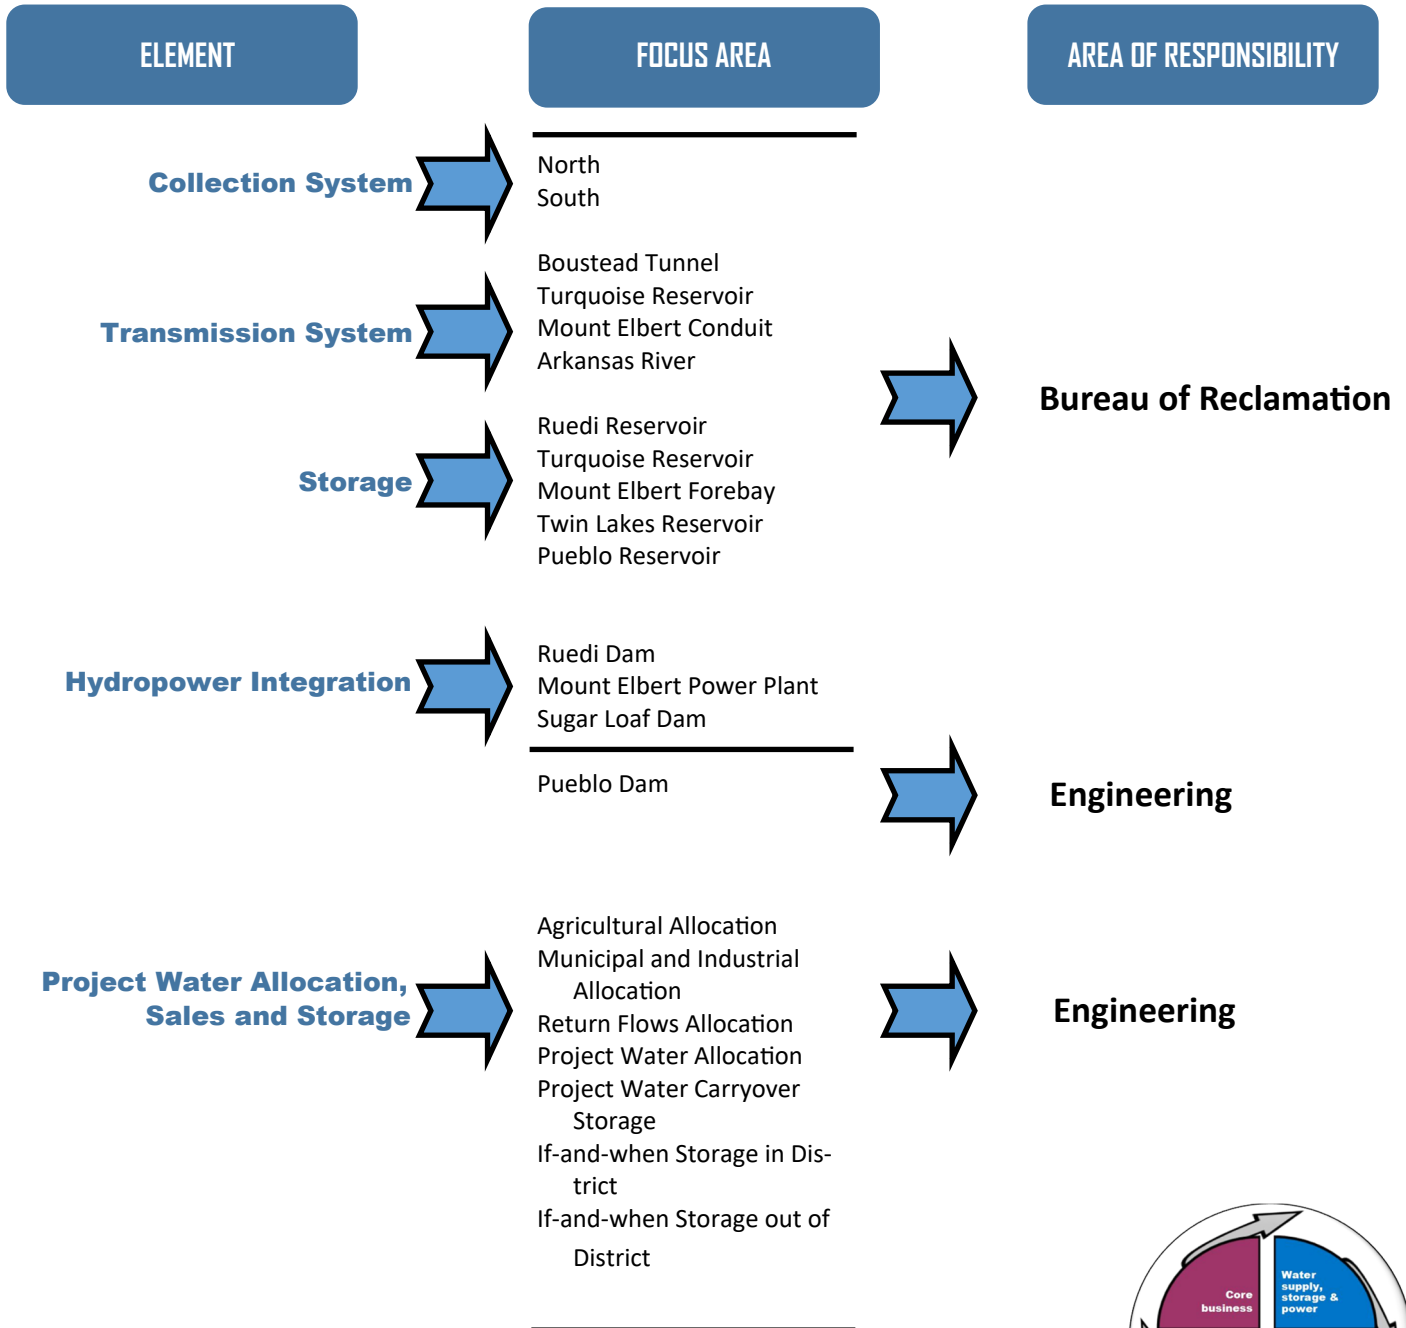 ELEMENT
FOCUS AREA
AREA OF RESPONSIBILITY
Collection System
North
South
Transmission System
Boustead Tunnel
Turquoise Reservoir
Mount Elbert Conduit
Arkansas River
Storage
Ruedi Reservoir
Turquoise Reservoir
Mount Elbert Forebay
Twin Lakes Reservoir
Pueblo Reservoir
Bureau of Reclamation
Hydropower Integration
Ruedi Dam
Mount Elbert Power Plant
Sugar Loaf Dam
Pueblo Dam
Engineering
Project Water Allocation,
Sales and Storage
Agricultural Allocation
Municipal and Industrial
Allocation
Return Flows Allocation
Project Water Allocation
Project Water Carryover
Storage
If-and-when Storage in Dis-
trict
If-and-when Storage out of
District
Engineering
Core
business
Water
supply,
storage &
power